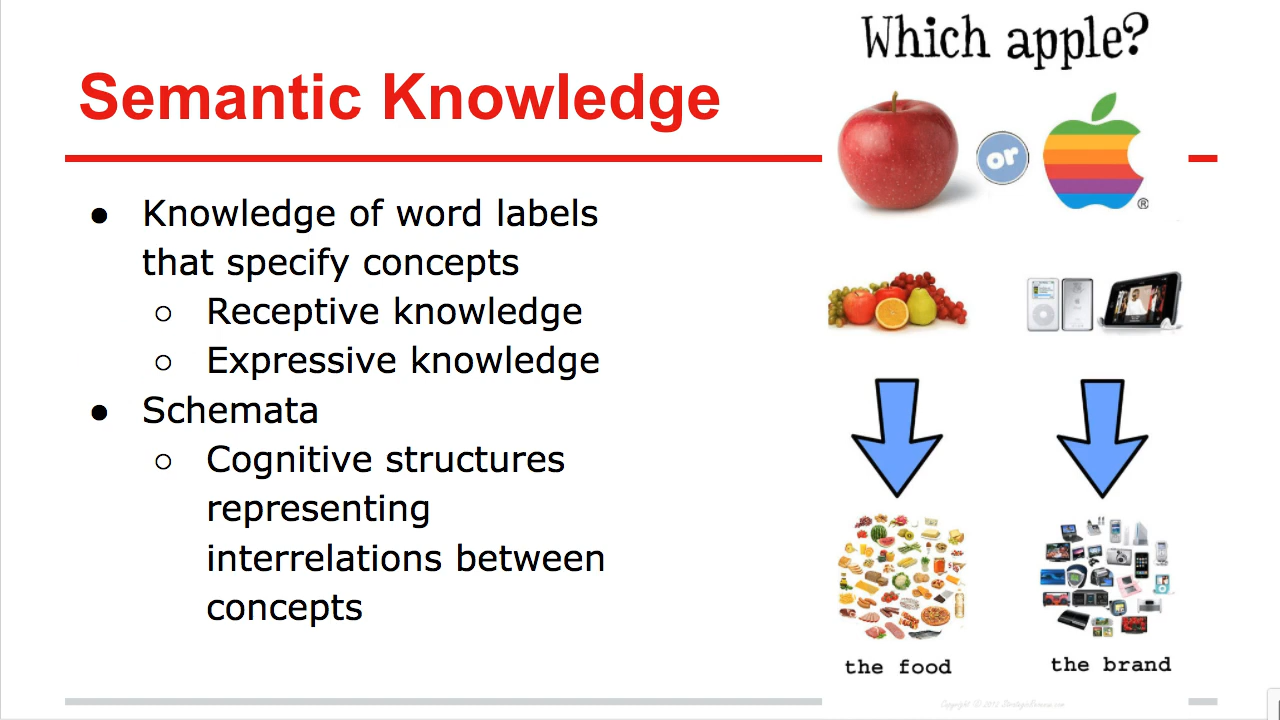 Semantic Knowledge
● Knowledge of word labels
that specify concepts
○ Receptive knowledge
○ Expressive knowledge
● Schemata
○ Cognitive structures
representing
interrelations between
concepts
Which apple?
or
®
the food
the brand